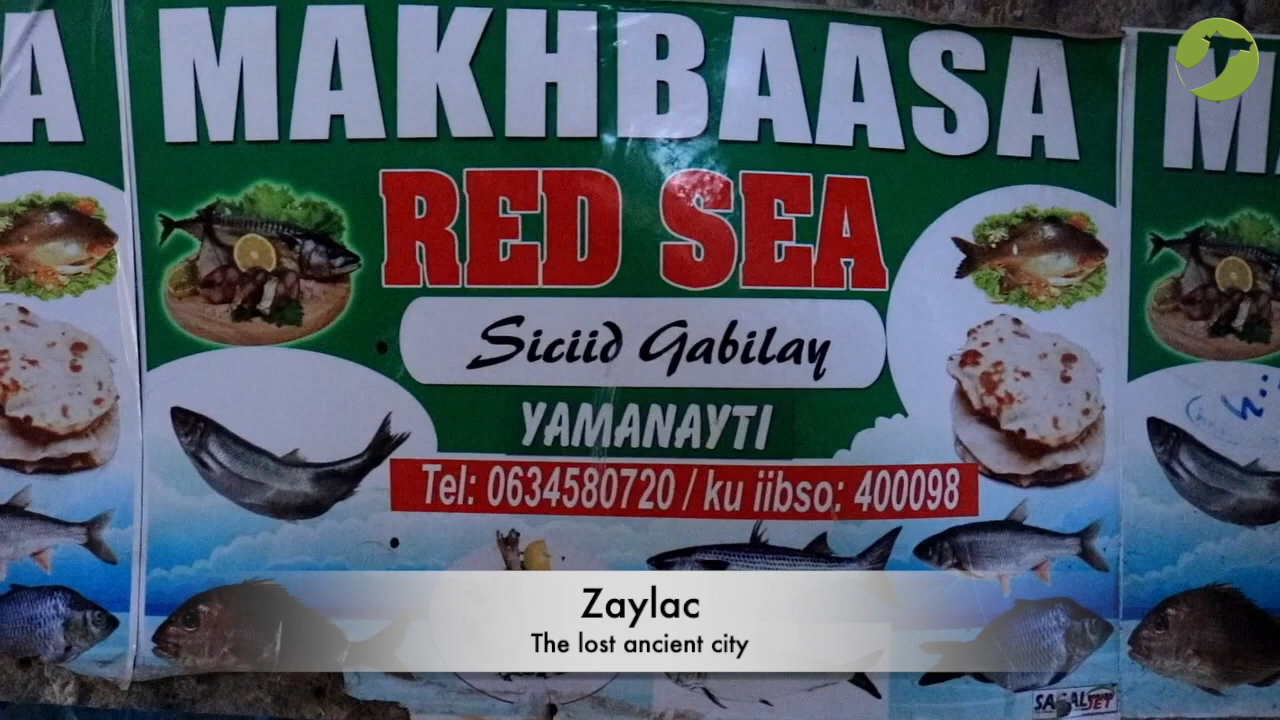 MAKHBAASA
RED SEA
Siciid Gabilay
YAMANAYTI
Tel: 0634580720 / ku iibso: 400098
Zaylac
The lost ancient city